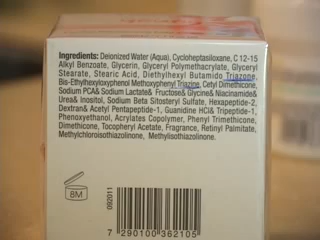 Ingredients: Deionized Water (Aqua), Cycloheptasiloxane, C 12-15
Alkyl Benzoate, Glycerin, Glyceryl Polymethacrylate, Glyceryl
Stearate, Stearic Acid, Diethylhexyl Butamido Triazone,
Bis-Ethylhexyloxyphenol Methoxyphenyl Triazine, Cetyl Dimethicone,
Sodium PCA& Sodium Lactate& Fructose& Glycine& Niacinamide&
Urea& Inositol, Sodium Beta Sitosteryl Sulfate, Hexapeptide-2,
Dextran& Acetyl Pentapeptide-1, Guanidine HCl& Tripeptide-1,
Phenoxyethanol, Acrylates Copolymer, Phenyl Trimethicone,
Dimethicone, Tocopheryl Acetate, Fragrance, Retinyl Palmitate,
Methylchloroisothiazolinone, Methylisothiazolinone.
8M
092011
7 290100 362105